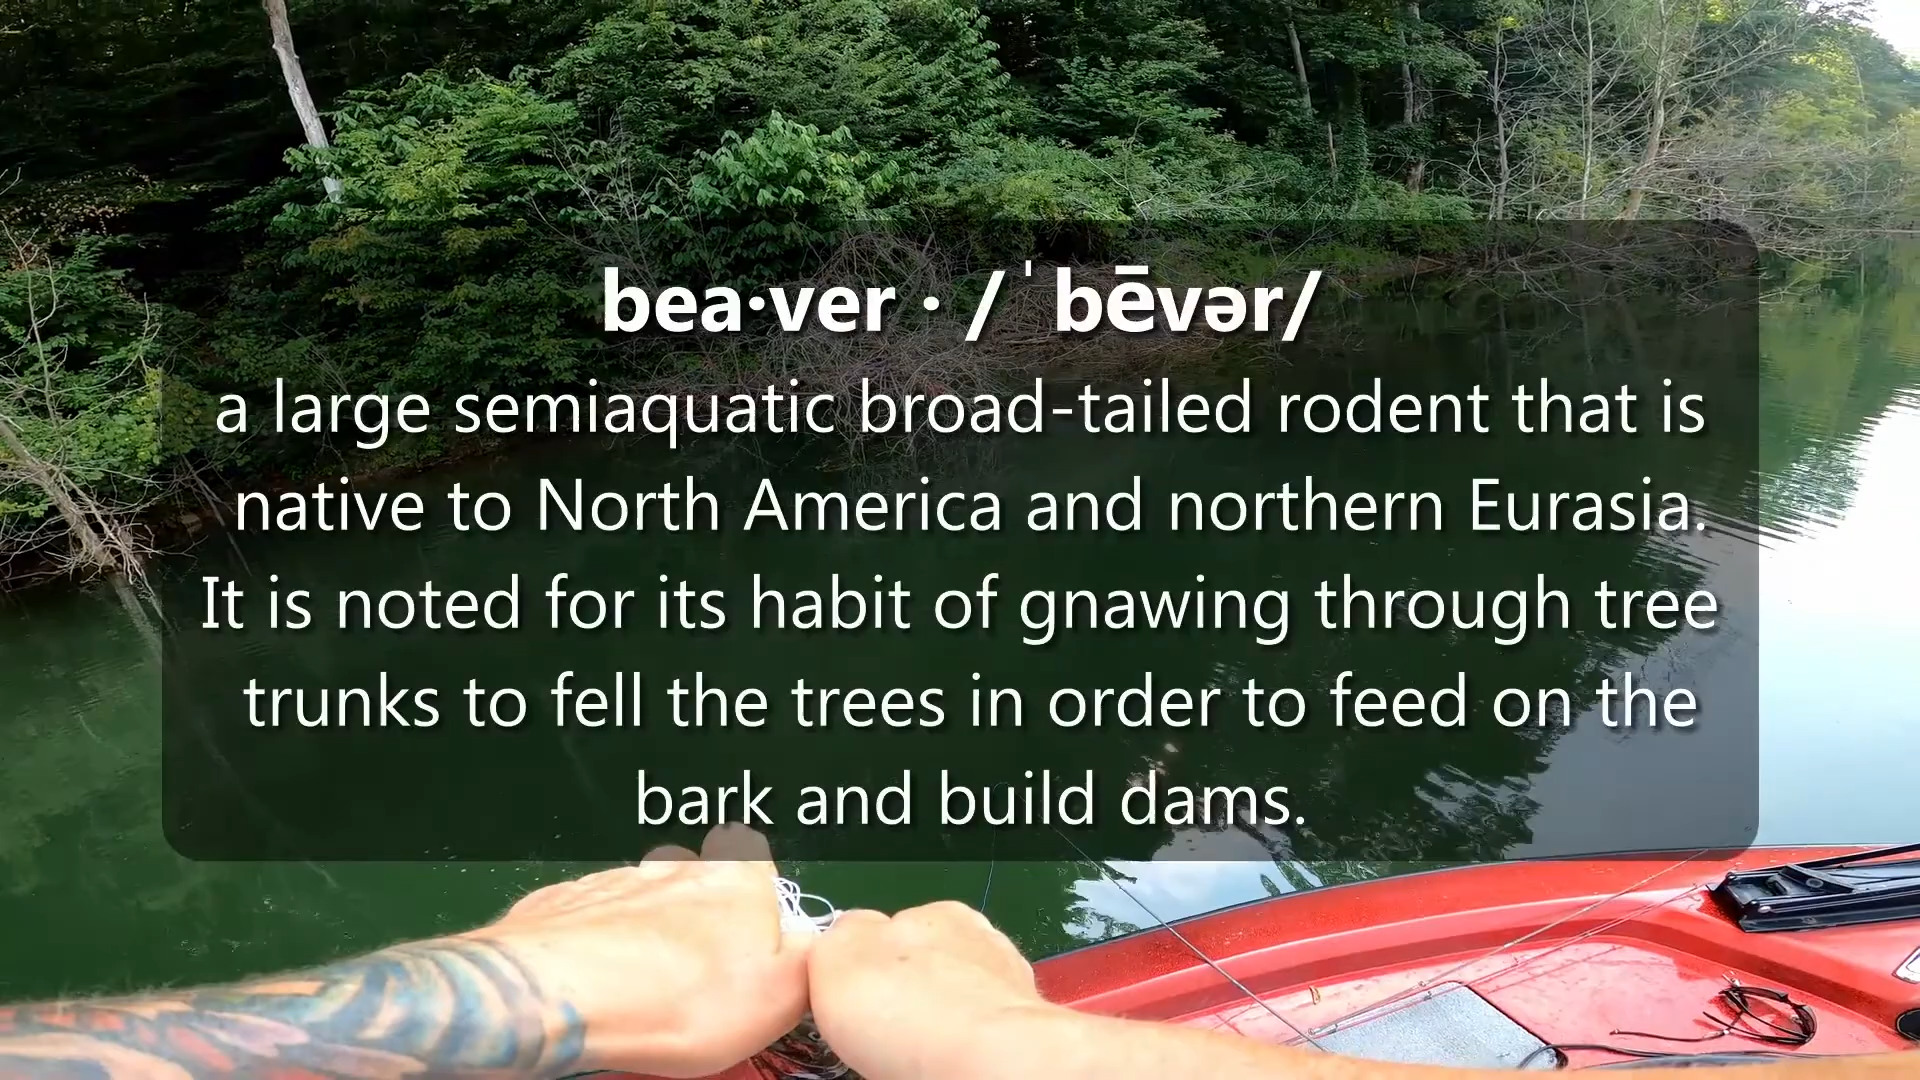 bea·ver · /ˈbēvər/
a large semiaquatic broad-tailed rodent that is
native to North America and northern Eurasia.
It is noted for its habit of gnawing through tree
trunks to fell the trees in order to feed on the
bark and build dams.